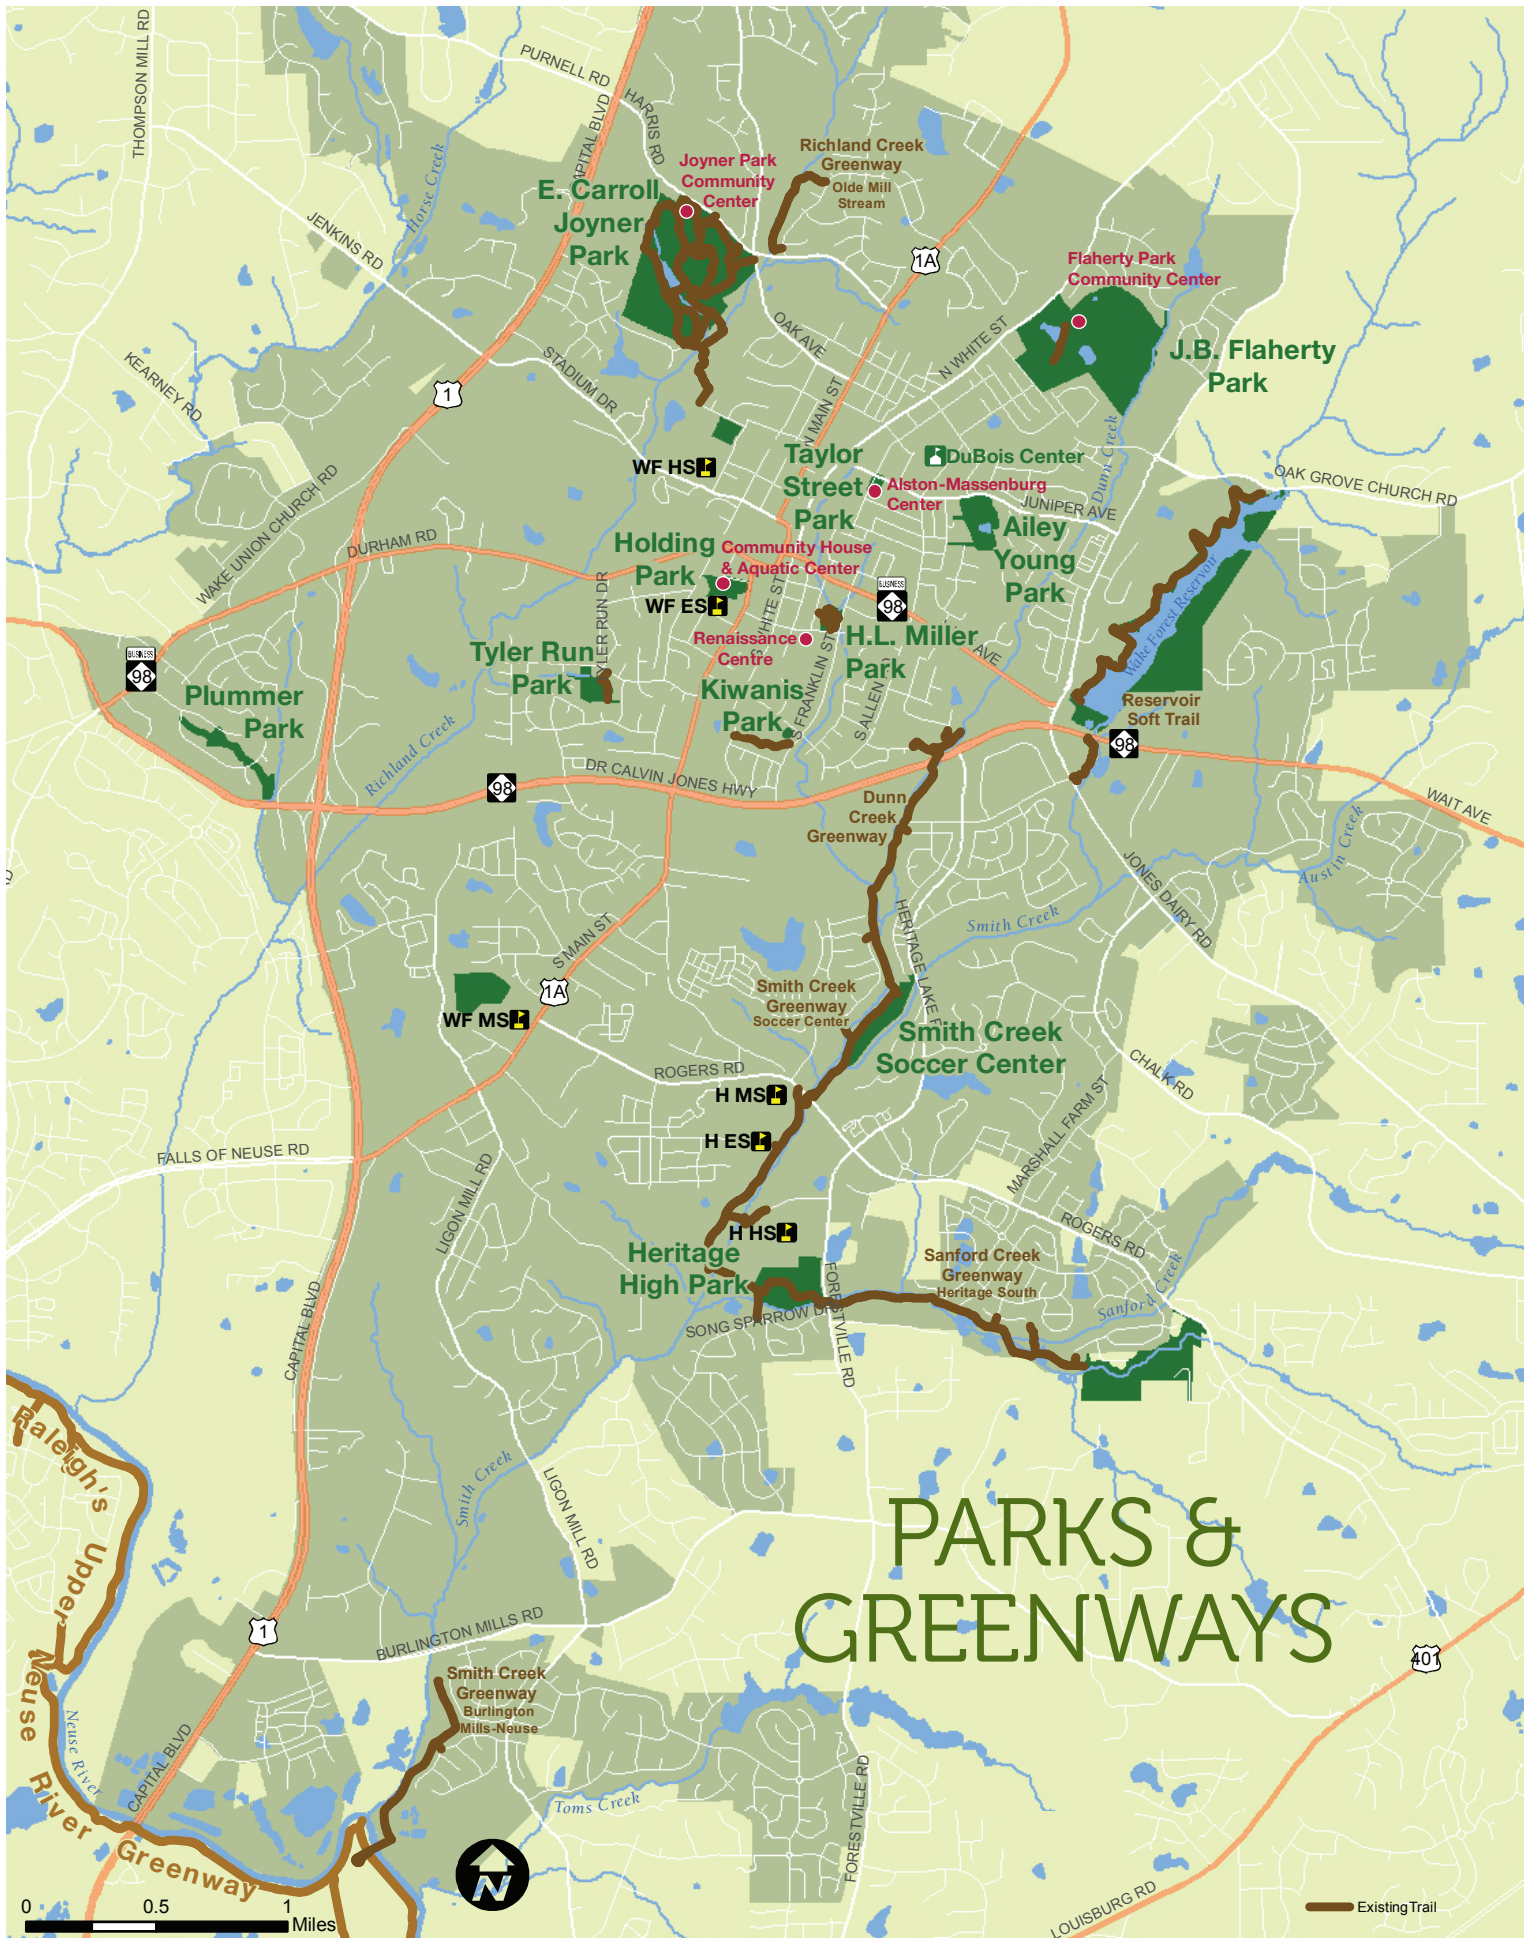 THOMPSON MILL RD
PURNELL RD
HARRIS RD
CAPITAL BLVD
Horse Creek
JENKINS RD
Richland Creek
Greenway
Olde Mill
Stream
Joyner Park
Community
Center
E. Carroll
Joyner
Park
1A
Flaherty Park
Community Center
J.B. Flaherty
Park
OAK AVE
N WHITE ST
STADIUM DR
KEARNEY RD
1
N MAIN ST
Dunn Creek
Taylor
Street
Park
DuBois Center
Alston-Massenburg
Center
JUNIPER AVE
OAK GROVE CHURCH RD
WF HS
WAKE UNION CHURCH RD
DURHAM RD
Holding
Park
Community House
& Aquatic Center
WF ES
Ailey
Young
Park
BUSINESS
98
Wake Forest Reservoir
S WHITE ST
TYLER RUN DR
Renaissance
Centre
H.L. Miller
Park
AVE
Tyler Run
Park
Kiwanis
Park
S FRANKLIN ST
S ALLEN
BUSINESS
98
Plummer
Park
Richland Creek
Reservoir
Soft Trail
98
98
DR CALVIN JONES HWY
WAIT AVE
Dunn
Creek
Greenway
JONES DAIRY RD
Austin Creek
HERITAGE LAKE R
Smith Creek
S MAIN ST
1A
WF MS
Smith Creek
Greenway
Soccer Center
Smith Creek
Soccer Center
ROGERS RD
CHALK RD
MARSHALL FARM ST
H MS
H ES
FALLS OF NEUSE RD
LIGON MILL RD
H HS
ROGERS RD
Heritage
High Park
Sanford Creek
Greenway
Heritage South
Sanford Creek
SONG SPARROW D
FORESTVILLE RD
CAPITAL BLVD
Raleigh's
Upper
Neuse
River
Greenway
Smith Creek
LIGON MILL RD
PARKS &
GREENWAYS
1
BURLINGTON MILLS RD
401
Smith Creek
Greenway
Burlington
Mills-Neuse
Neuse River
CAPITAL BLVD
Toms Creek
FORESTVILLE RD
LOUISBURG RD
N
0
0.5
1
Miles
Existing Trail